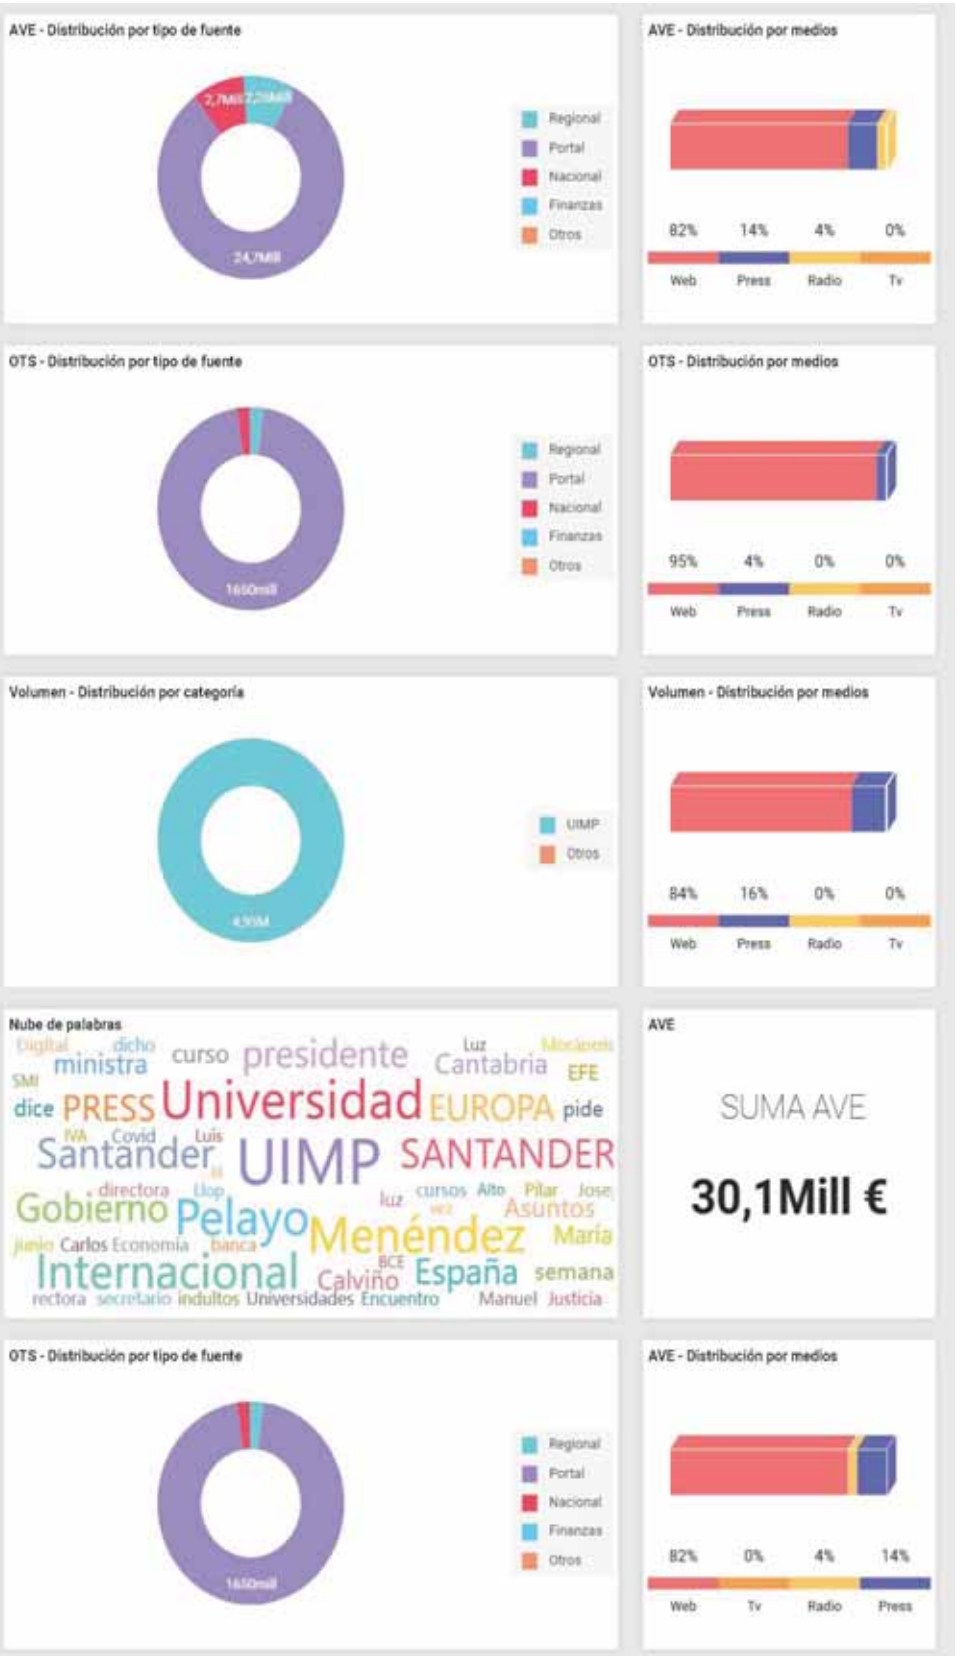 AVE - Distribución por tipo de fuente
2,7Mill
24,7Mill
Regional
Portal
Nacional
Finanzas
Otros
AVE - Distribución por medios
82% 14% 4% 0%
Web Press Radio Tv
OTS - Distribución por tipo de fuente
1650mill
Regional
Portal
Nacional
Finanzas
Otros
OTS - Distribución por medios
95% 4% 0% 0%
Web Press Radio Tv
Volumen - Distribución por categoría
UIMP
Otros
Volumen - Distribución por medios
84% 16% 0% 0%
Web Press Radio Tv
Nube de palabras
Digital dicho curso presidente Luz
ministra Cantabria EFE
SMI
dice PRESS Universidad EUROPA pide
IVA Covid Luis
Santander UIMP SANTANDER
directora Llop luz cursos Alto Pilar Jose
Gobierno Pelayo Asuntos
Menéndez María
junio Carlos Economía banca
Internacional Calviño BCE España semana
rectora secretario indultos Universidades Encuentro Manuel Justicia
AVE
SUMA AVE
30,1Mill €
OTS - Distribución por tipo de fuente
1650mill
Regional
Portal
Nacional
Finanzas
Otros
AVE - Distribución por medios
82% 0% 4% 14%
Web Tv Radio Press